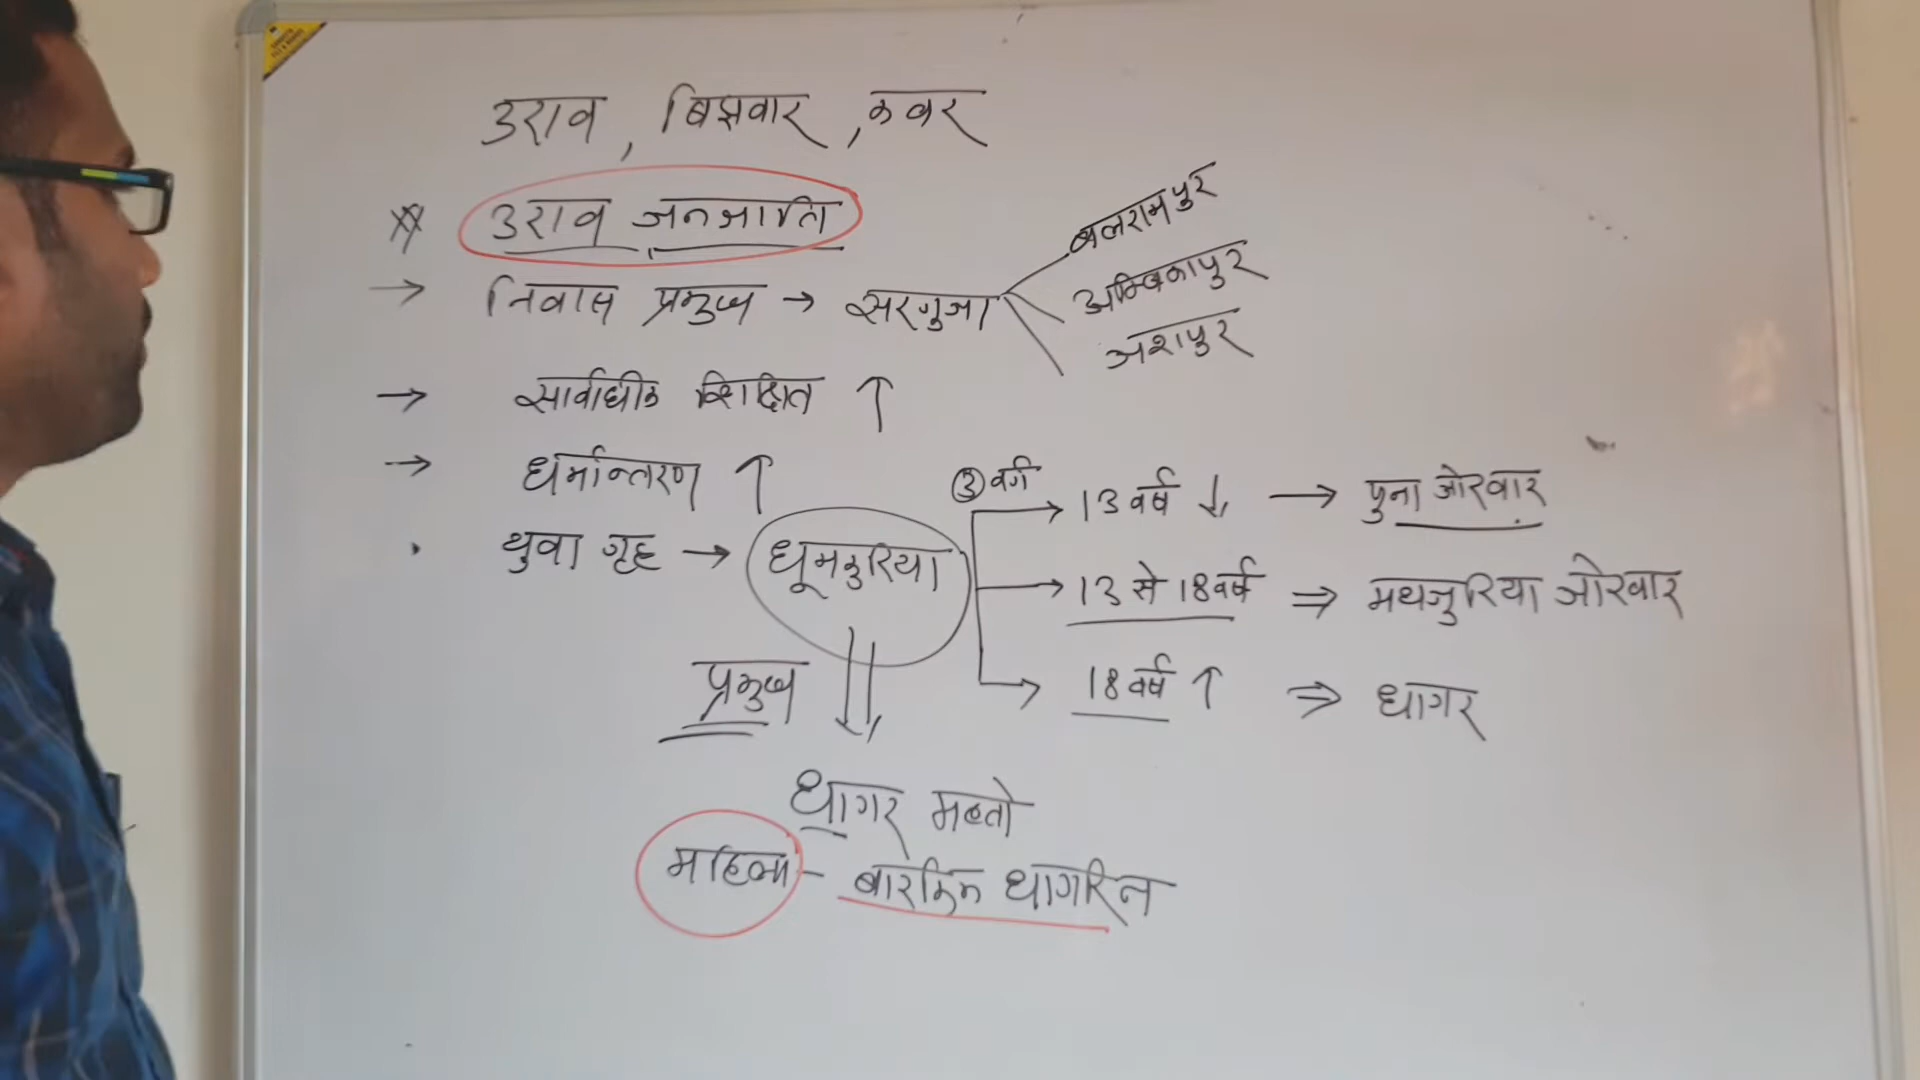 उराव , बिझवार , कवर
उराव जनजाति
→ निवास प्रमुख → सरगुजा
बलरामपुर
अम्बिकापुर
जशपुर
→ सार्वाधीक शिक्षित ↑
→ धर्मान्तरण ↑
③ वर्ग
13 वर्ष ↓ → पुना जोरवार
· युवा गृह → धूमकुरिया
13 से 18 वर्ष ⇒ मथजुरिया जोरवार
18 वर्ष ↑ ⇒ धागर
प्रमुख
धागर महतो
महिला - बारकिन धागरिन